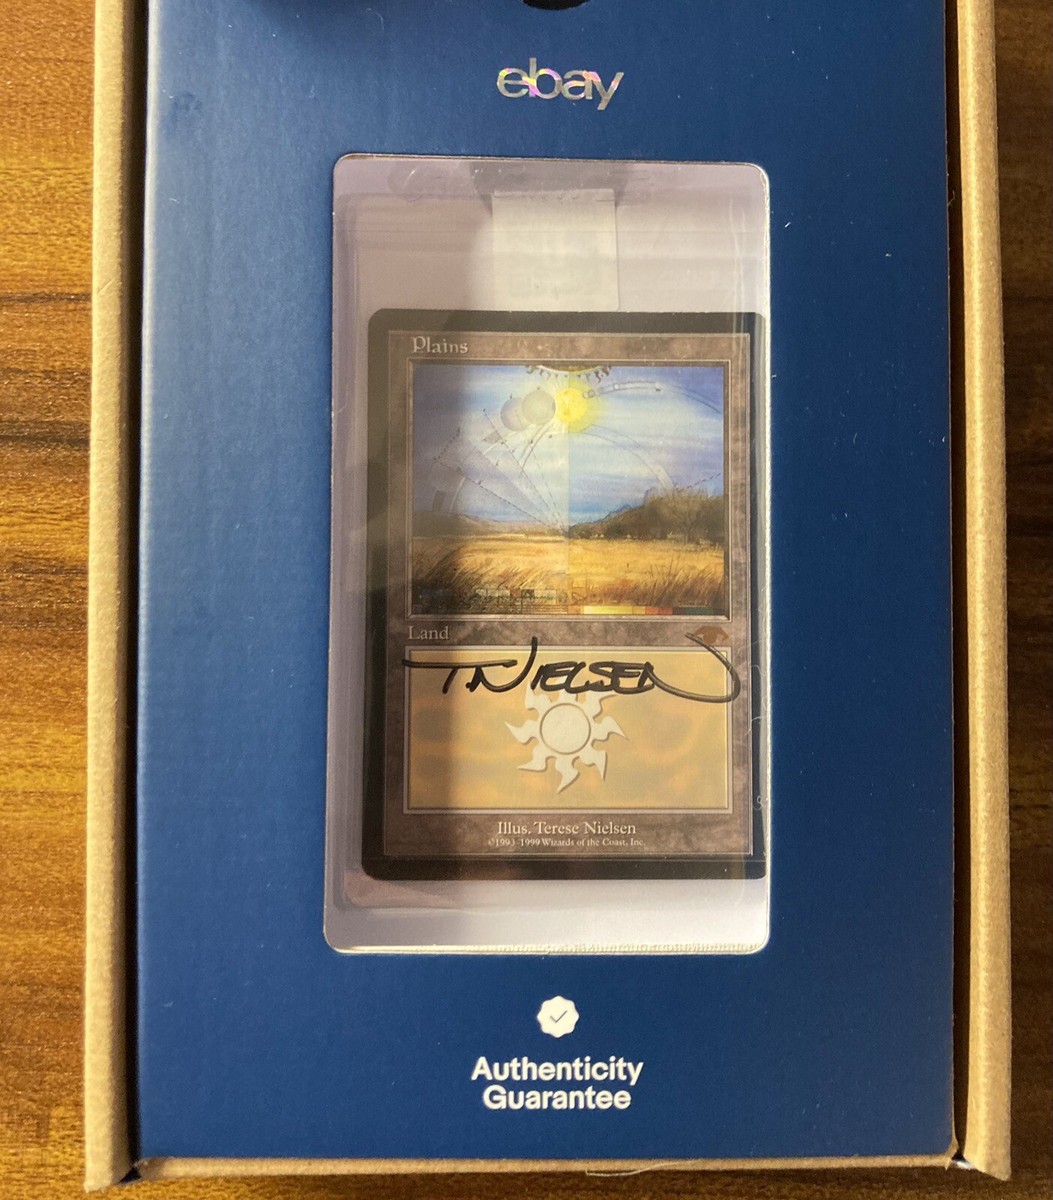 ebay
Plains
Land
T. NIELSEN
Illus. Terese Nielsen
©1993-1999 Wizards of the Coast, Inc.
Authenticity
Guarantee